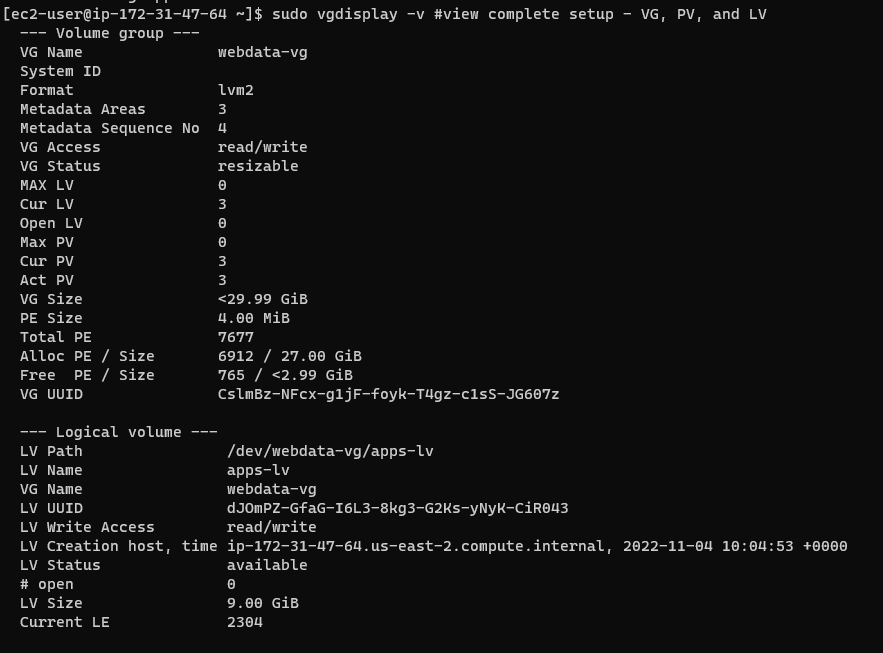 [ec2-user@ip-172-31-47-64 ~]$ sudo vgdisplay -v #view complete setup - VG, PV, and LV
--- Volume group ---
VG Name webdata-vg
System ID
Format lvm2
Metadata Areas 3
Metadata Sequence No 4
VG Access read/write
VG Status resizable
MAX LV 0
Cur LV 3
Open LV 0
Max PV 0
Cur PV 3
Act PV 3
VG Size <29.99 GiB
PE Size 4.00 MiB
Total PE 7677
Alloc PE / Size 6912 / 27.00 GiB
Free  PE / Size 765 / <2.99 GiB
VG UUID CslmBz-NFcx-g1jF-foyk-T4gz-c1sS-JG607z
--- Logical volume ---
LV Path /dev/webdata-vg/apps-lv
LV Name apps-lv
VG Name webdata-vg
LV UUID dJOmPZ-GfaG-I6L3-8kg3-G2Ks-yNyK-CiR043
LV Write Access read/write
LV Creation host, time ip-172-31-47-64.us-east-2.compute.internal, 2022-11-04 10:04:53 +0000
LV Status available
# open 0
LV Size 9.00 GiB
Current LE 2304